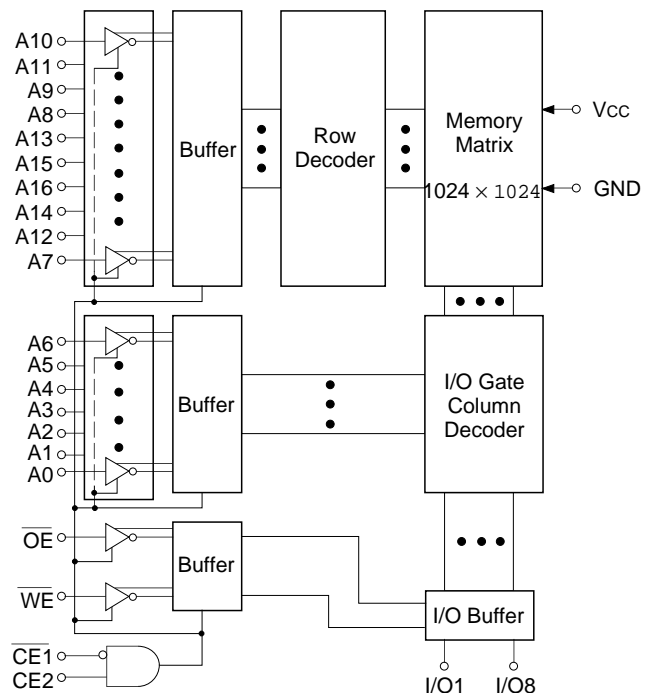 A10
A11
A9
A8
A13
A15
A16
A14
A12
A7
Buffer
Row
Decoder
Memory
Matrix
1024 × 1024
VCC
GND
A6
A5
A4
A3
A2
A1
A0
Buffer
I/O Gate
Column
Decoder
OE
WE
Buffer
I/O Buffer
CE1
CE2
I/O1
I/O8